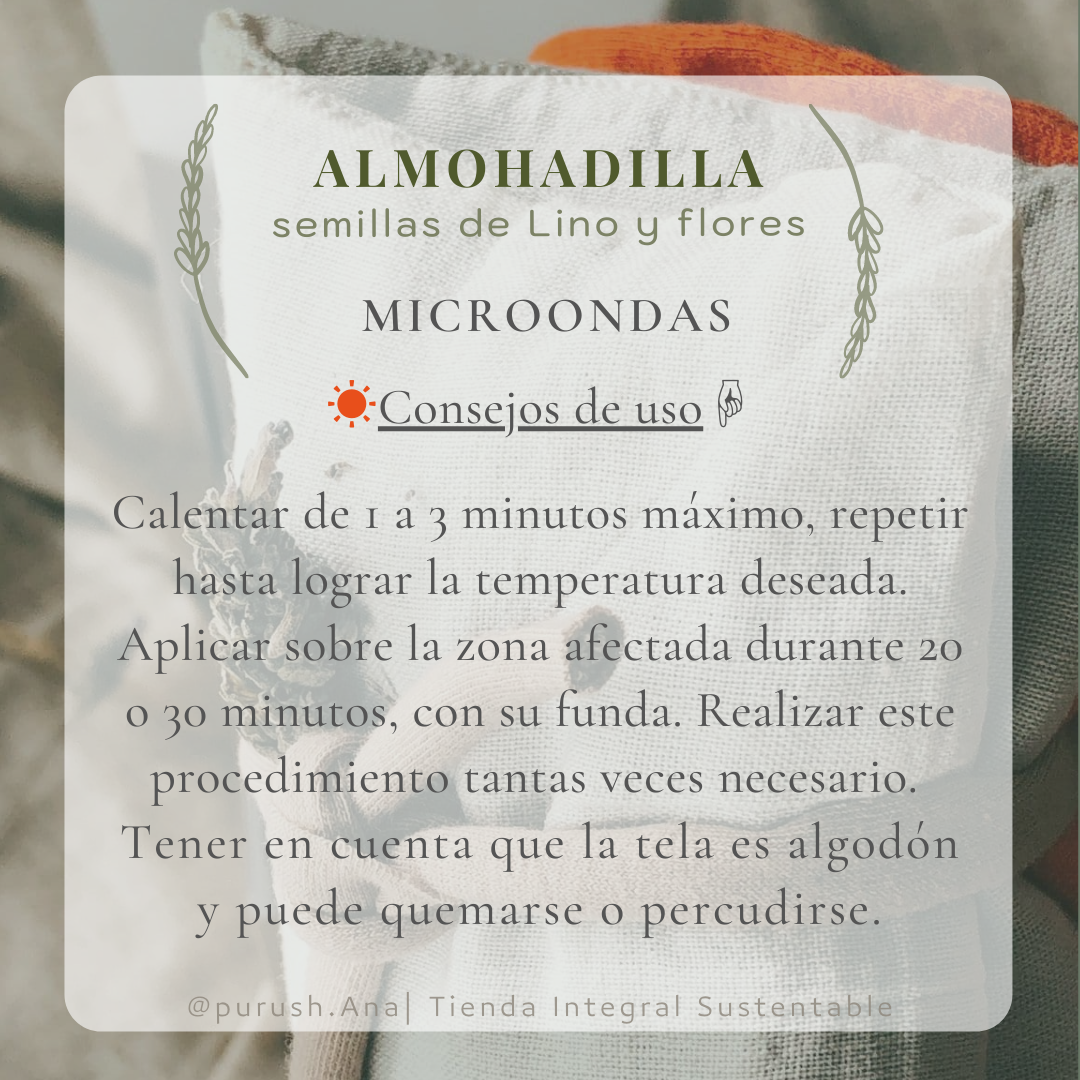 ALMOHADILLA
semillas de Lino y flores
MICROONDAS
Consejos de uso
Calentar de 1 a 3 minutos máximo, repetir
hasta lograr la temperatura deseada.
Aplicar sobre la zona afectada durante 20
o 30 minutos, con su funda. Realizar este
procedimiento tantas veces necesario.
Tener en cuenta que la tela es algodón
y puede quemarse o percudirse.
@purush.Ana| Tienda Integral Sustentable